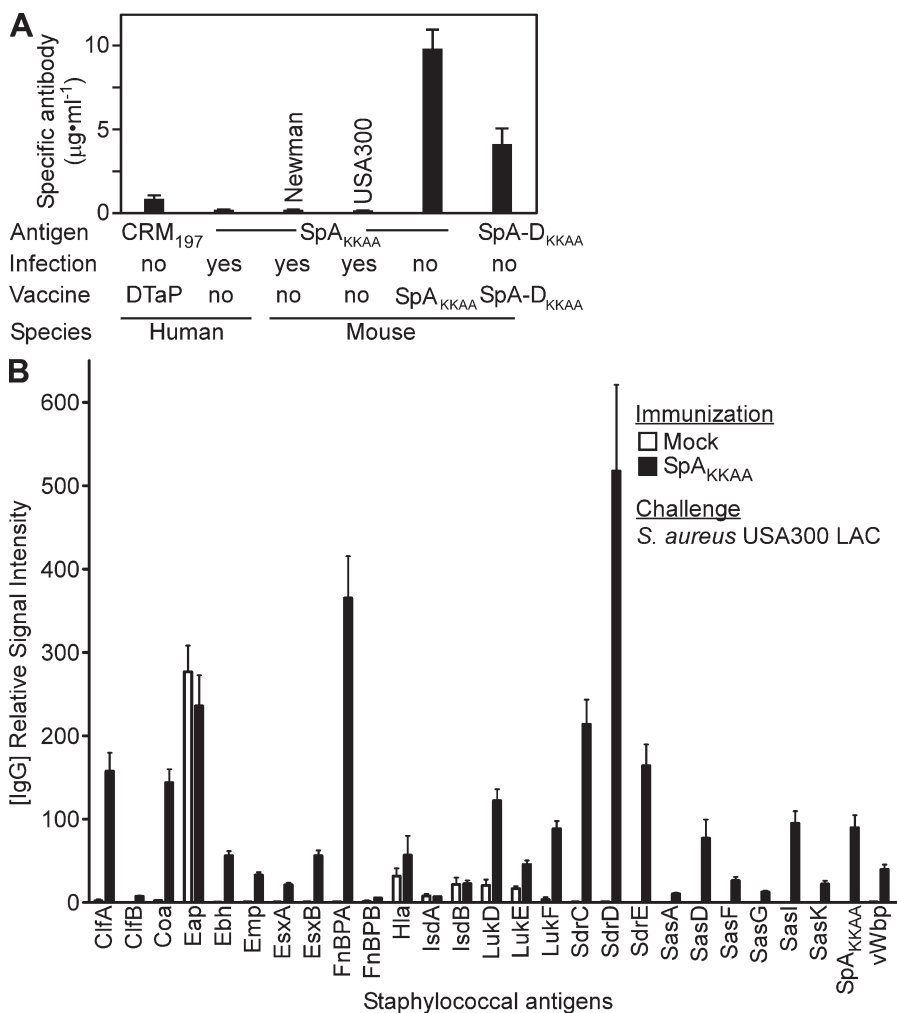 A
Specific antibody
(μg•ml-1)
10
5
0
Newman
USA300
Antigen CRM197 SpAKKAA SpA-DKKAA
Infection no yes yes yes no no
Vaccine DTaP no no no SpAKKAA SpA-DKKAA
Species Human Mouse
B
[IgG] Relative Signal Intensity
600
500
400
300
200
100
0
Immunization
Mock
SpAKKAA
Challenge
S. aureus USA300 LAC
ClfA ClfB Coa Eap Ebh Emp EsxA EsxB FnBPA FnBPB Hla IsdA IsdB LukD LukE LukF SdrC SdrD SdrE SasA SasD SasF SasG SasI SasK SpAKKAA vWbp
Staphylococcal antigens